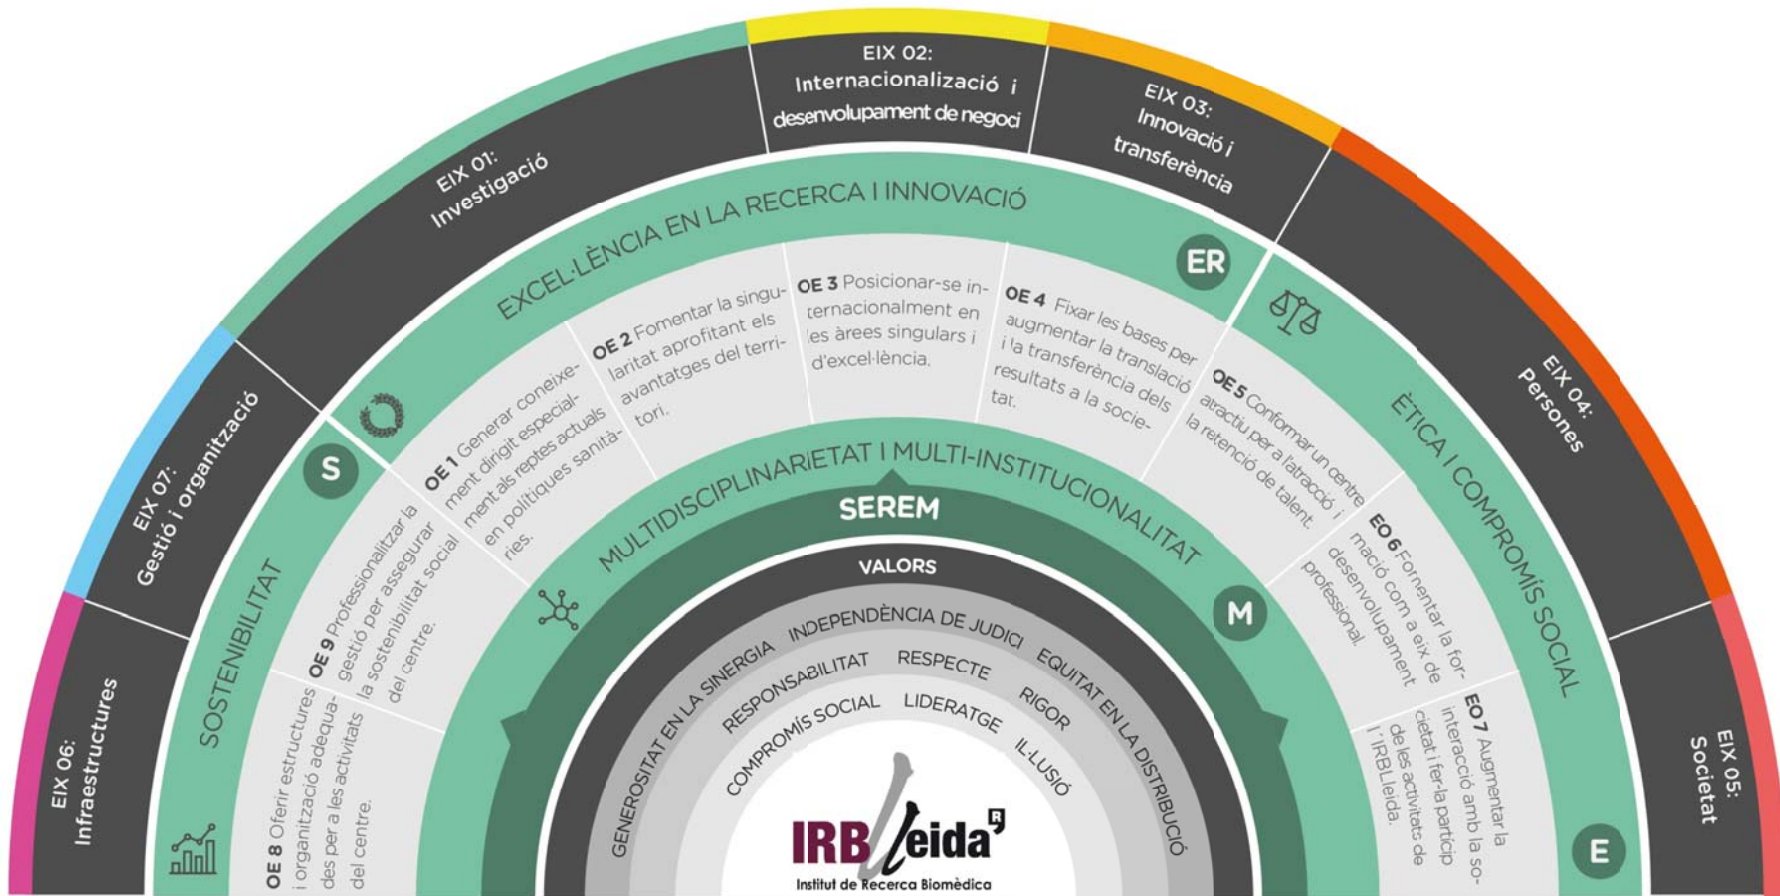 EIX 01:
Investigació
EIX 02:
Internacionalizació i
desenvolupament de negoci
EIX 03:
Innovació i
transferència
EIX 04:
Persones
EIX 05:
Societat
EIX 06:
Infraestructures
EIX 07:
Gestió i organització
EXCEL·LÈNCIA EN LA RECERCA I INNOVACIÓ
ER
ÈTICA I COMPROMÍS SOCIAL
E
SOSTENIBILITAT
S
OE 1 Generar coneixe-
ment dirigit especial-
ment als reptes actuals
en polítiques sanità-
ries.
OE 2 Fomentar la singu-
laritat aprofitant els
avantatges del terri-
tori.
OE 3 Posicionar-se in-
ternacionalment en
les àrees singulars i
d'excel·lència.
OE 4 Fixar les bases per
augmentar la translació
i la transferència dels
resultats a la socie-
tat.
OE 5 Conformar un centre
atractiu per a l'atracció i
la retenció de talent.
EO 6 Fomentar la for-
mació com a eix de
desenvolupament
professional.
EO 7 Augmentar la
interacció amb la so-
cietat i fer-la partícip
de les activitats de
l'IRBLleida.
OE 8 Oferir estructures
i organització adequa-
des per a les activitats
del centre.
OE 9 Professionalitzar la
gestió per assegurar
la sostenibilitat social
del centre.
MULTIDISCIPLINARIETAT I MULTI-INSTITUCIONALITAT
M
SEREM
VALORS
GENEROSITAT EN LA SINERGIA INDEPENDÈNCIA DE JUDICI EQUITAT EN LA DISTRIBUCIÓ
RESPONSABILITAT RESPECTE RIGOR
COMPROMÍS SOCIAL LIDERATGE IL·LUSIÓ
IRBLleida R
Institut de Recerca Biomèdica